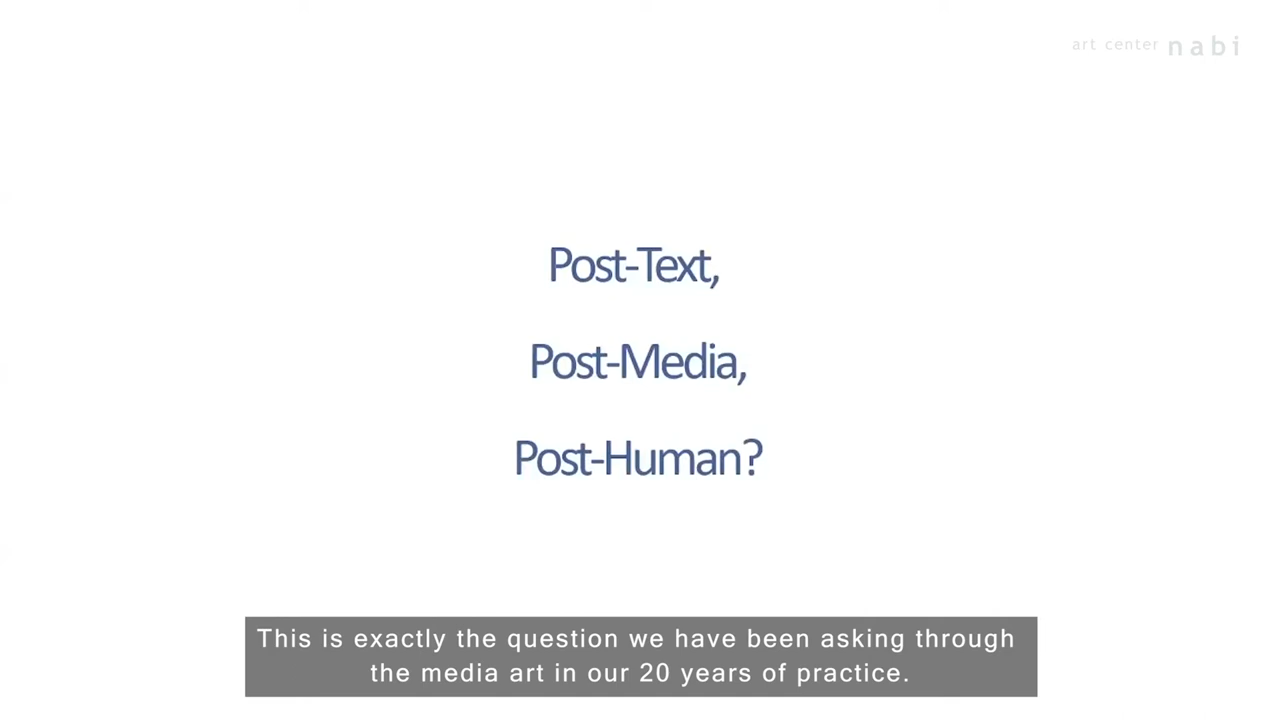 art center nabi
Post-Text,
Post-Media,
Post-Human?
This is exactly the question we have been asking through
the media art in our 20 years of practice.